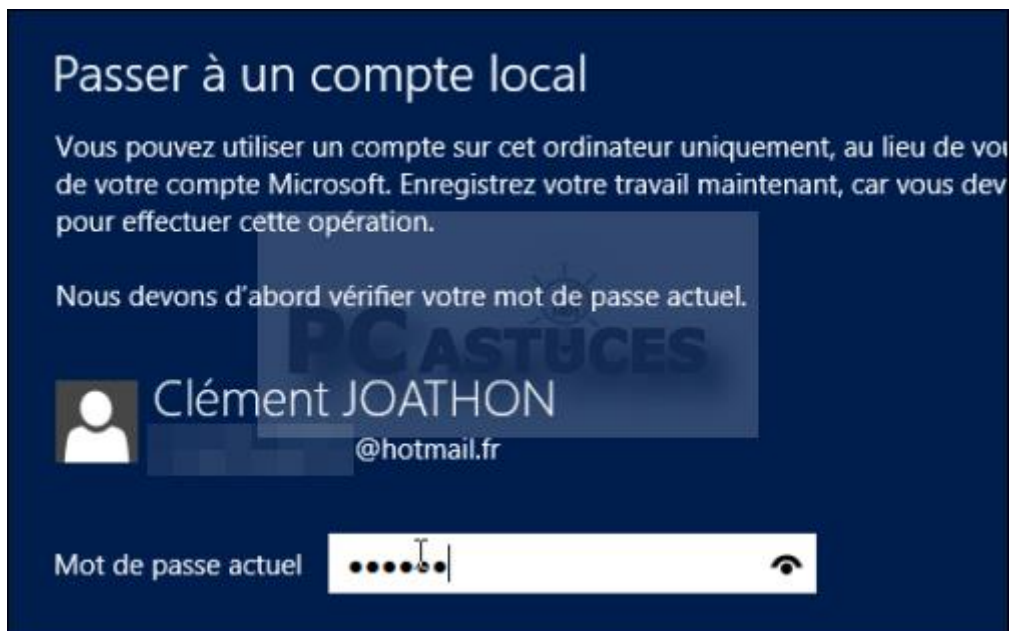 Passer à un compte local
Vous pouvez utiliser un compte sur cet ordinateur uniquement, au lieu de
de votre compte Microsoft. Enregistrez votre travail maintenant, car vous
pour effectuer cette opération.
Nous devons d'abord vérifier votre mot de passe actuel.
PC ASTUCES
Clément JOATHON
@hotmail.fr
Mot de passe actuel